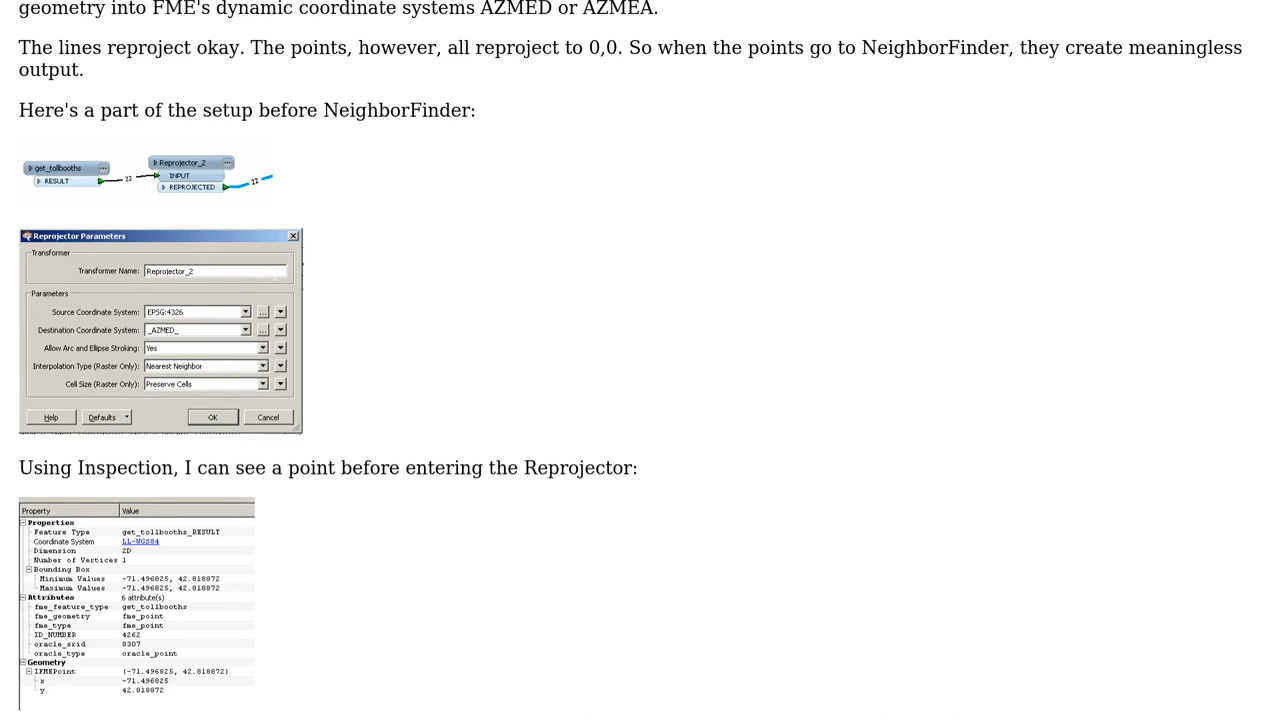 geometry into FME's dynamic coordinate systems AZMED or AZMEA.
The lines reproject okay. The points, however, all reproject to 0,0. So when the points go to NeighborFinder, they create meaningless
output.
Here's a part of the setup before NeighborFinder:
get_tollbooths ...
RESULT
22
Reprojector_2 ...
INPUT
REPROJECTED
22
Reprojector Parameters
Transformer
Transformer Name: Reprojector_2
Parameters
Source Coordinate System: EPSG:4326 ...
Destination Coordinate System: _AZMED_ ...
Allow Arc and Ellipse Stroking: Yes
Interpolation Type (Raster Only): Nearest Neighbor
Cell Size (Raster Only): Preserve Cells
Help Defaults OK Cancel
Using Inspection, I can see a point before entering the Reprojector:
Property Value
Properties
Feature Type get_tollbooths_RESULT
Coordinate System LL-WGS84
Dimension 2D
Number of Vertices 1
Bounding Box
Minimum Values -71.496825, 42.818872
Maximum Values -71.496825, 42.818872
Attributes 6 attribute(s)
fme_feature_type get_tollbooths
fme_geometry fme_point
fme_type fme_point
ID_NUMBER 4262
oracle_srid 8307
oracle_type oracle_point
Geometry
IFMEPoint (-71.496825, 42.818872)
x -71.496825
y 42.818872